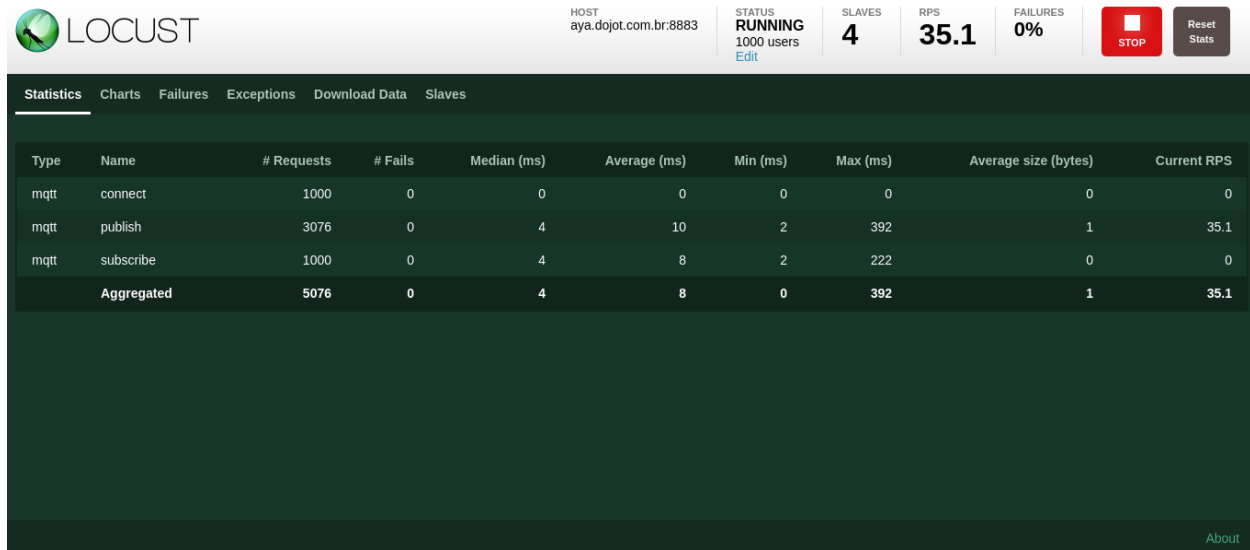 LOCUST
HOST
aya.dojot.com.br:8883
STATUS
RUNNING
1000 users
Edit
SLAVES
4
RPS
35.1
FAILURES
0%
STOP
Reset
Stats
Statistics Charts Failures Exceptions Download Data Slaves
Type Name # Requests # Fails Median (ms) Average (ms) Min (ms) Max (ms) Average size (bytes) Current RPS
mqtt connect 1000 0 0 0 0 0 0 0
mqtt publish 3076 0 4 10 2 392 1 35.1
mqtt subscribe 1000 0 4 8 2 222 0 0
Aggregated 5076 0 4 8 0 392 1 35.1
About